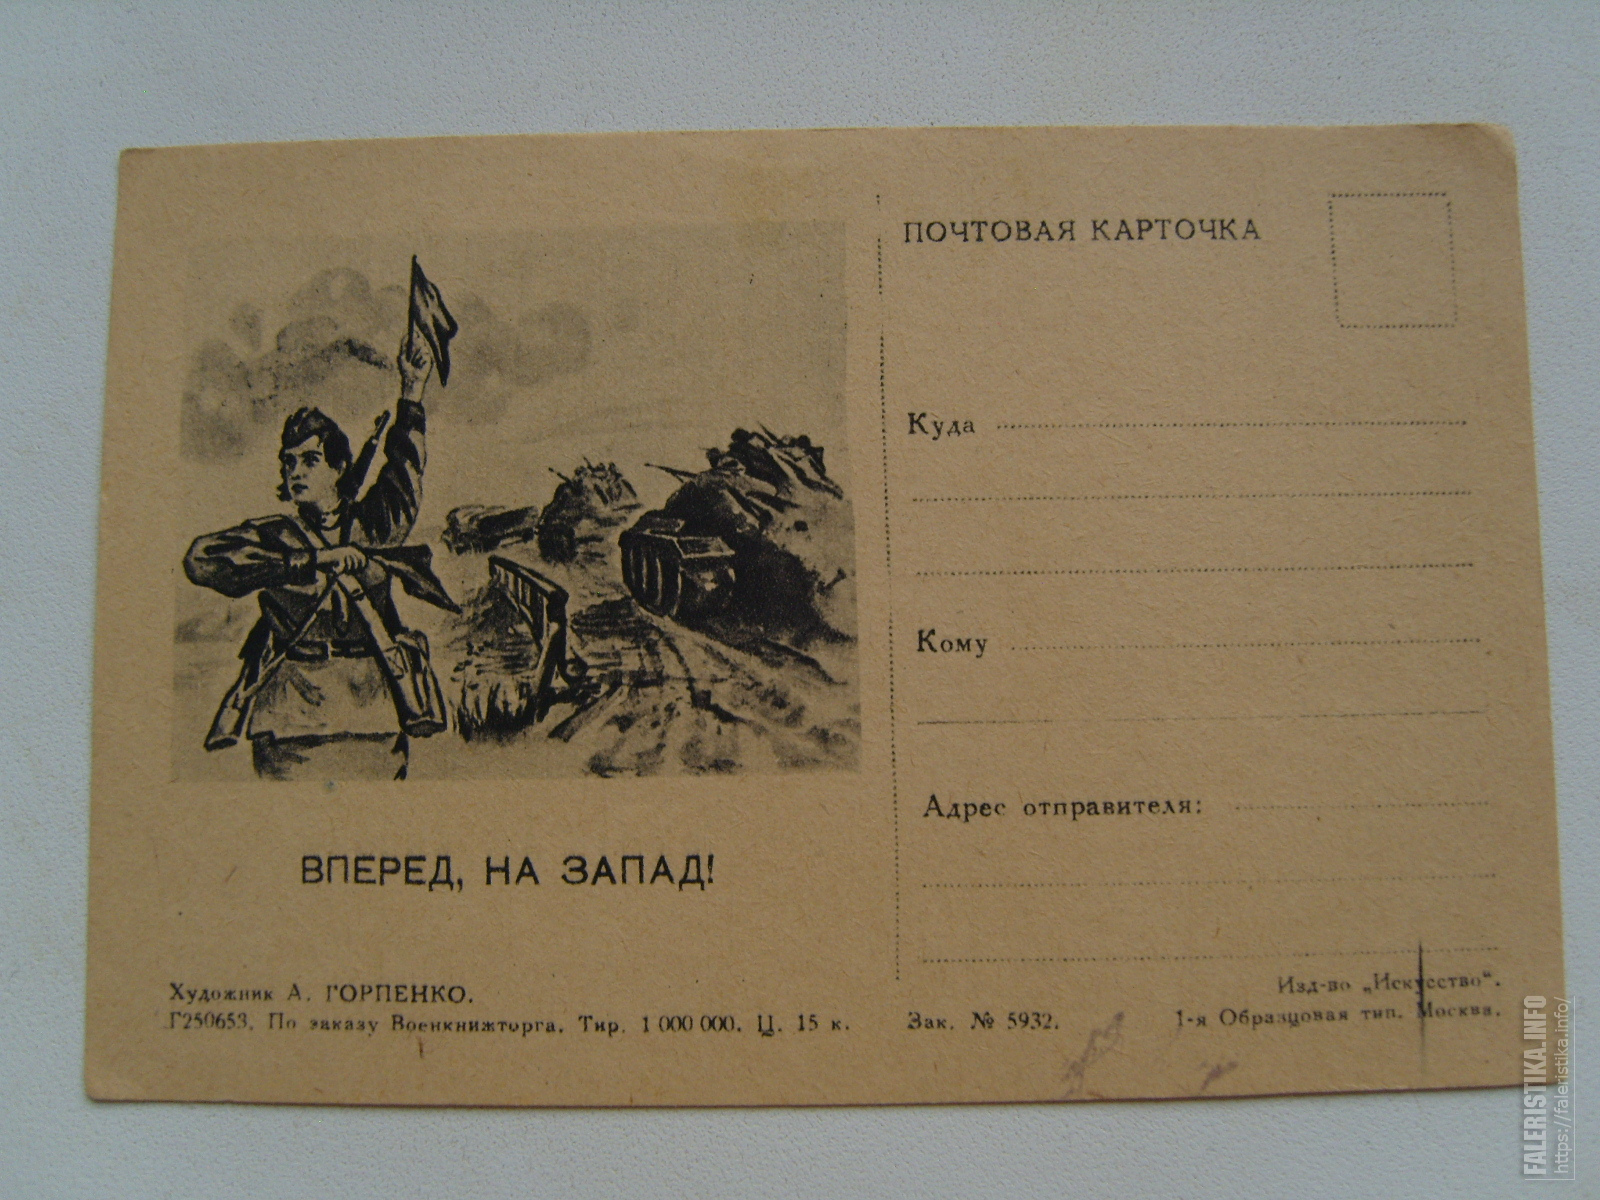 ПОЧТОВАЯ КАРТОЧКА
Куда
Кому
Адрес отправителя:
ВПЕРЕД, НА ЗАПАД!
Художник А. ГОРПЕНКО.
Г250653. По заказу Военкнижторга. Тир. 1 000 000. Ц. 15 к.
Зак. № 5932.
Изд-во „Искусство“.
1-я Образцовая тип. Москва.
FALERISTIKA.INFO
https://faleristika.info/